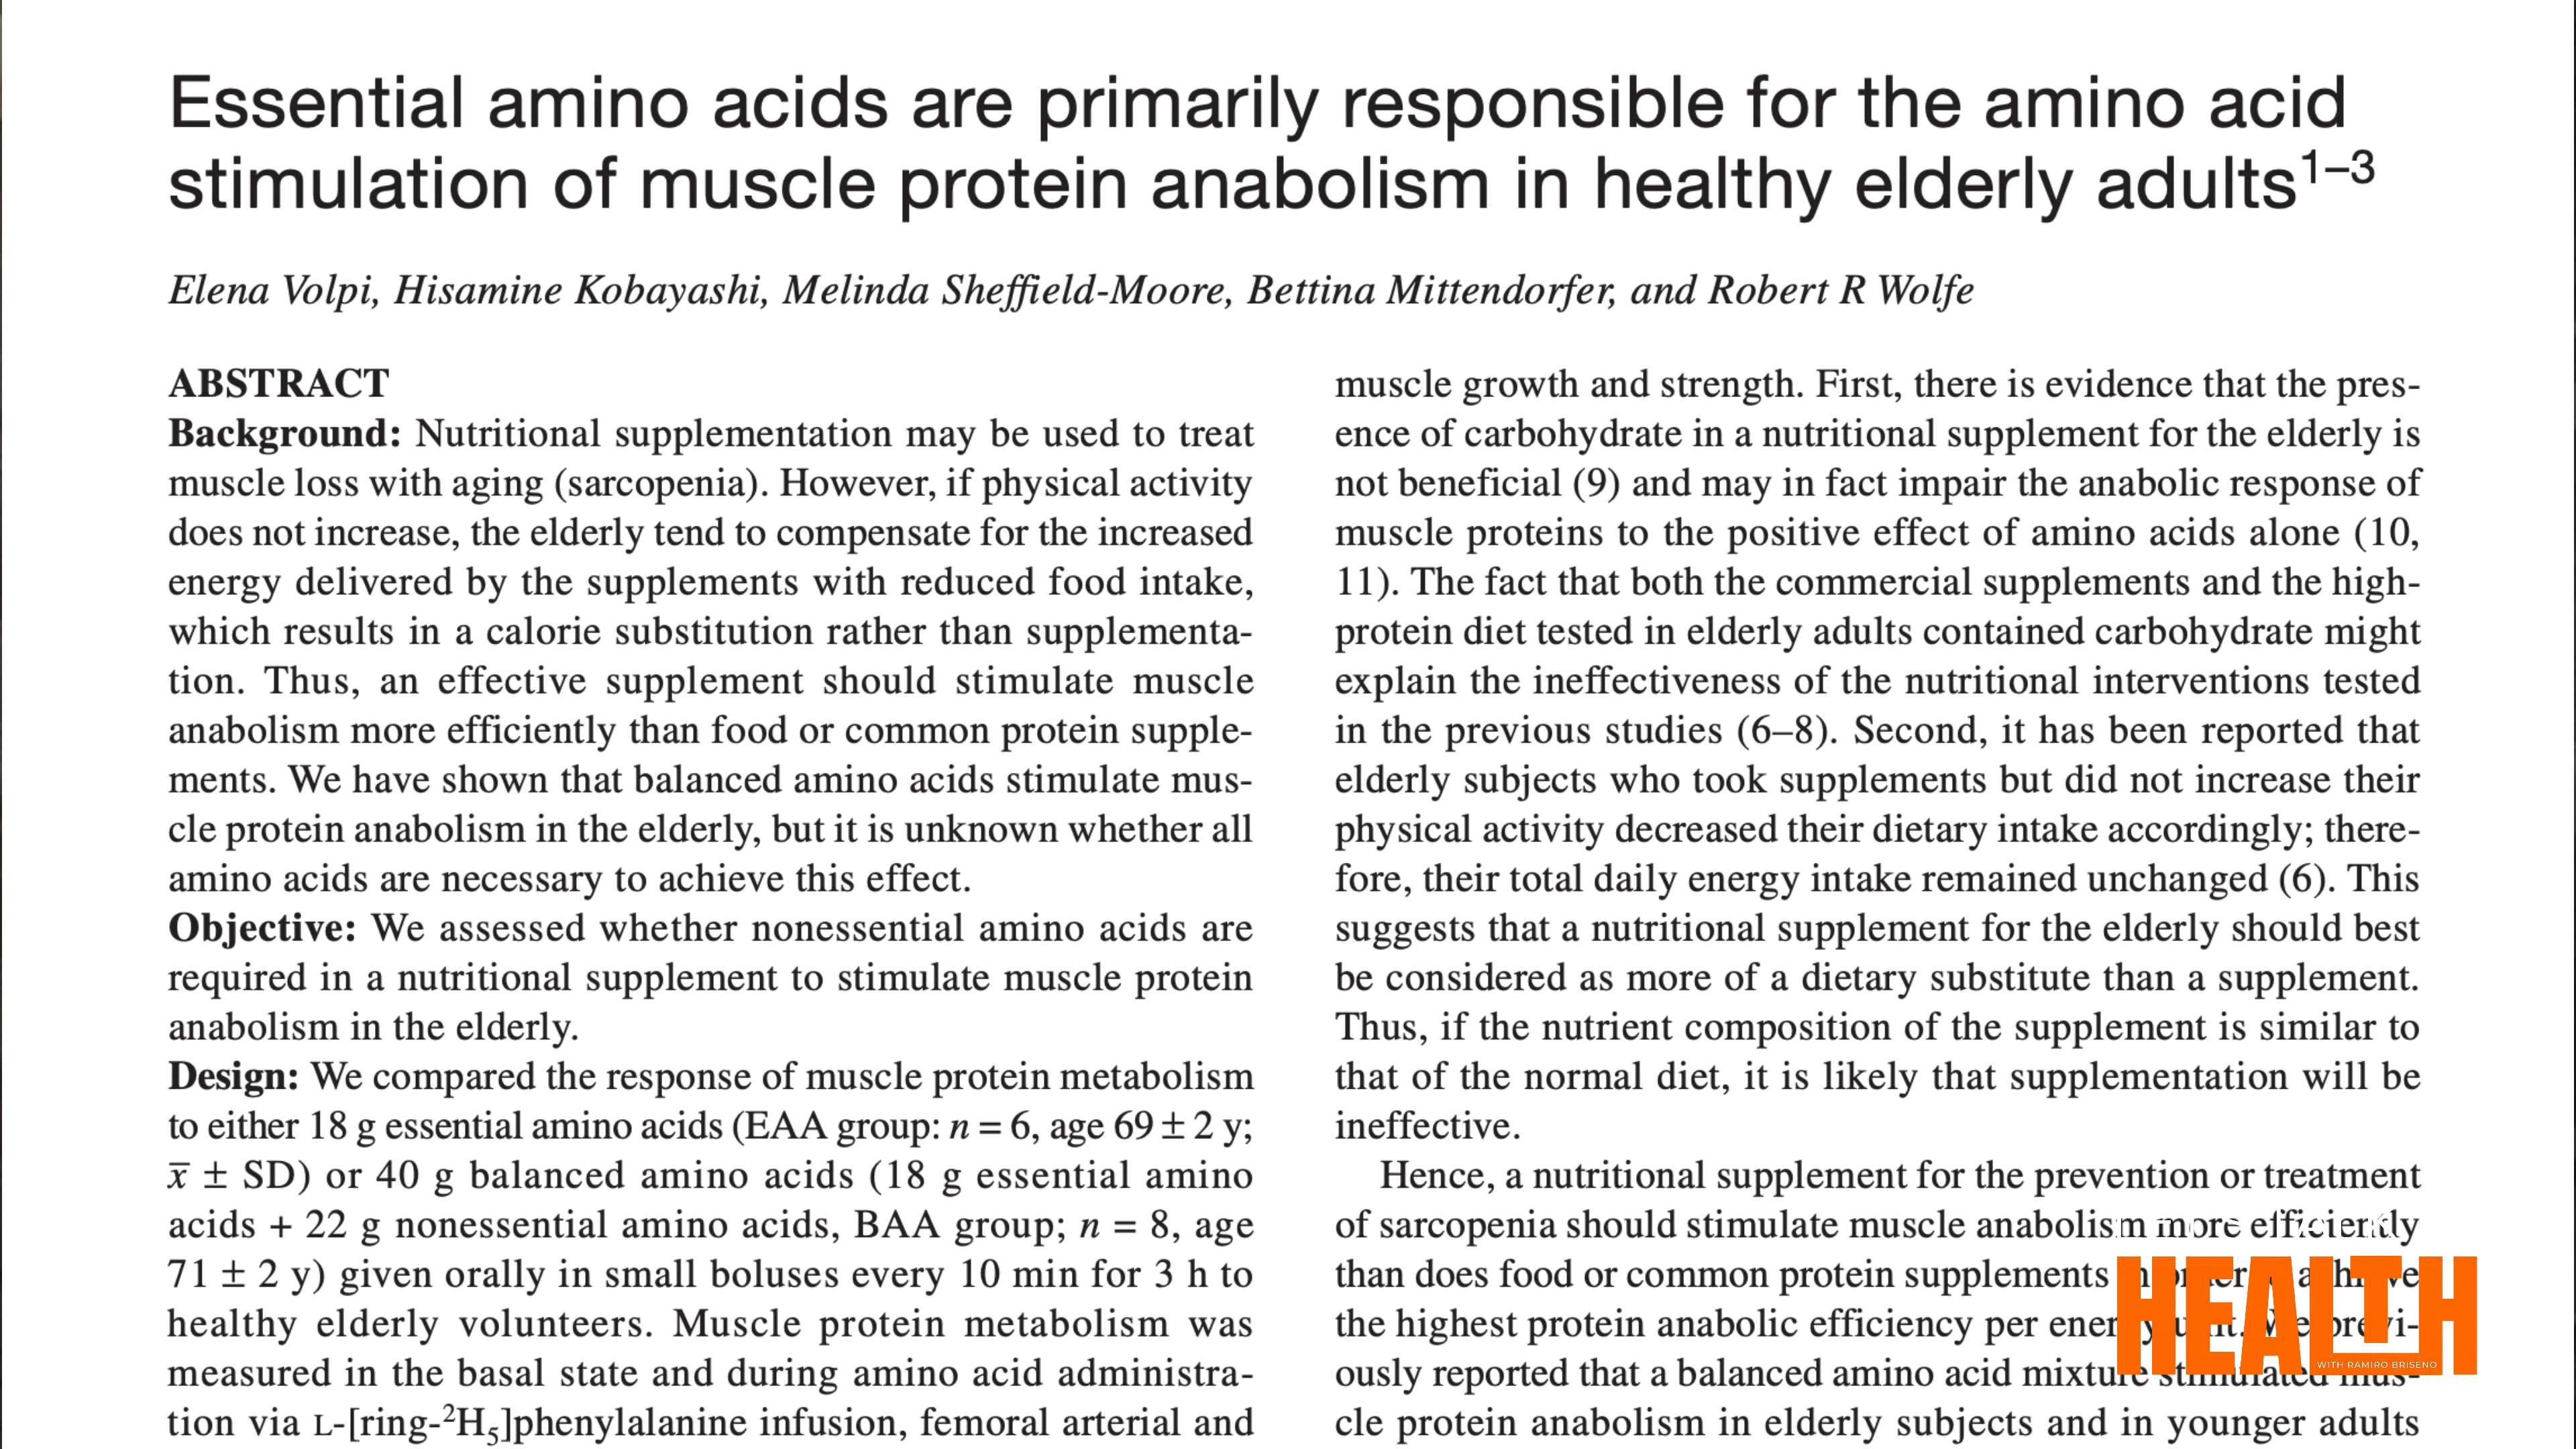 Essential amino acids are primarily responsible for the amino acid
stimulation of muscle protein anabolism in healthy elderly adults1–3
Elena Volpi, Hisamine Kobayashi, Melinda Sheffield-Moore, Bettina Mittendorfer, and Robert R Wolfe
ABSTRACT
Background: Nutritional supplementation may be used to treat
muscle loss with aging (sarcopenia). However, if physical activity
does not increase, the elderly tend to compensate for the increased
energy delivered by the supplements with reduced food intake,
which results in a calorie substitution rather than supplementa-
tion. Thus, an effective supplement should stimulate muscle
anabolism more efficiently than food or common protein supple-
ments. We have shown that balanced amino acids stimulate mus-
cle protein anabolism in the elderly, but it is unknown whether all
amino acids are necessary to achieve this effect.
Objective: We assessed whether nonessential amino acids are
required in a nutritional supplement to stimulate muscle protein
anabolism in the elderly.
Design: We compared the response of muscle protein metabolism
to either 18 g essential amino acids (EAA group: n = 6, age 69 ± 2 y;
x̅ ± SD) or 40 g balanced amino acids (18 g essential amino
acids + 22 g nonessential amino acids, BAA group; n = 8, age
71 ± 2 y) given orally in small boluses every 10 min for 3 h to
healthy elderly volunteers. Muscle protein metabolism was
measured in the basal state and during amino acid administra-
tion via L-[ring-²H₅]phenylalanine infusion, femoral arterial and
muscle growth and strength. First, there is evidence that the pres-
ence of carbohydrate in a nutritional supplement for the elderly is
not beneficial (9) and may in fact impair the anabolic response of
muscle proteins to the positive effect of amino acids alone (10,
11). The fact that both the commercial supplements and the high-
protein diet tested in elderly adults contained carbohydrate might
explain the ineffectiveness of the nutritional interventions tested
in the previous studies (6–8). Second, it has been reported that
elderly subjects who took supplements but did not increase their
physical activity decreased their dietary intake accordingly; there-
fore, their total daily energy intake remained unchanged (6). This
suggests that a nutritional supplement for the elderly should best
be considered as more of a dietary substitute than a supplement.
Thus, if the nutrient composition of the supplement is similar to
that of the normal diet, it is likely that supplementation will be
ineffective.
Hence, a nutritional supplement for the prevention or treatment
of sarcopenia should stimulate muscle anabolism more efficiently
than does food or common protein supplements
the highest protein anabolic efficiency per
ously reported that a balanced amino acid mixture
cle protein anabolism in elderly subjects and in younger adults
HEALTH
WITH RAMIRO BRISENO